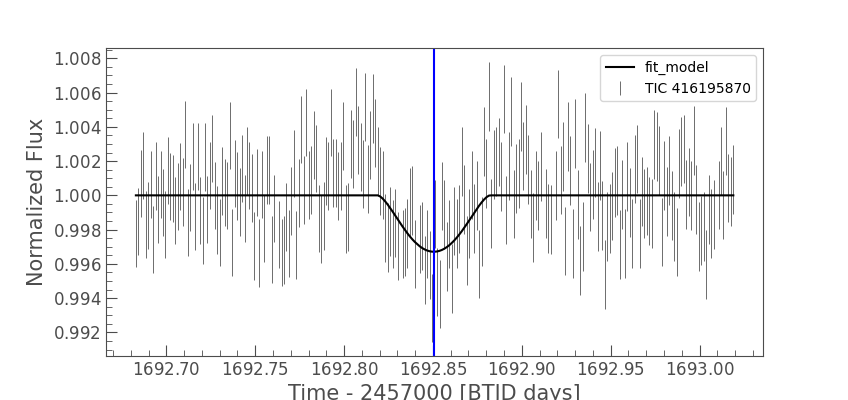 1.008
1.006
1.004
1.002
1.000
0.998
0.996
0.994
0.992
Normalized Flux
fit_model
TIC 416195870
1692.70 1692.75 1692.80 1692.85 1692.90 1692.95 1693.00
Time - 2457000 [BTJD days]